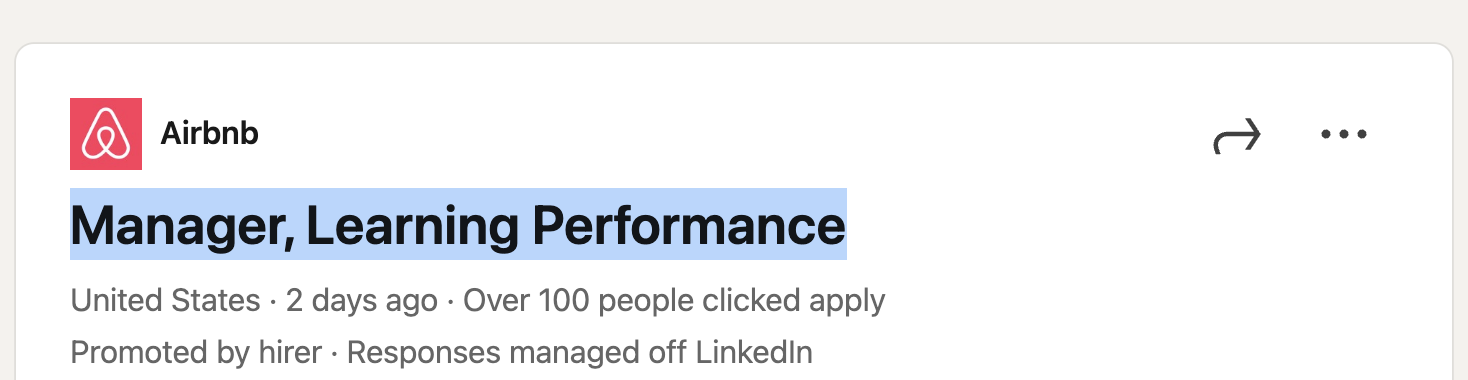 Airbnb
Manager, Learning Performance
United States · 2 days ago · Over 100 people clicked apply
Promoted by hirer · Responses managed off LinkedIn